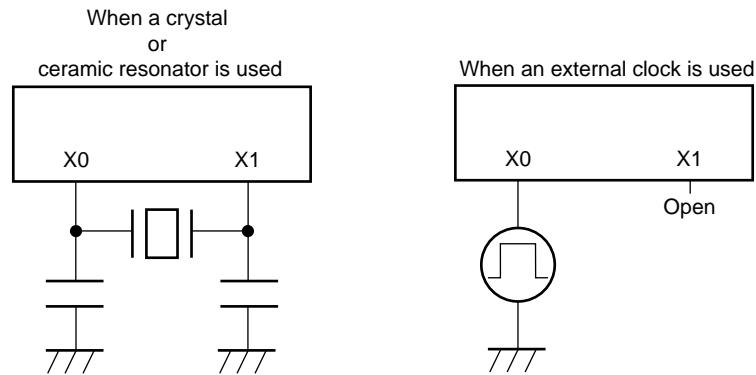 When a crystal
or
ceramic resonator is used
X0
X1
When an external clock is used
X0
X1
Open